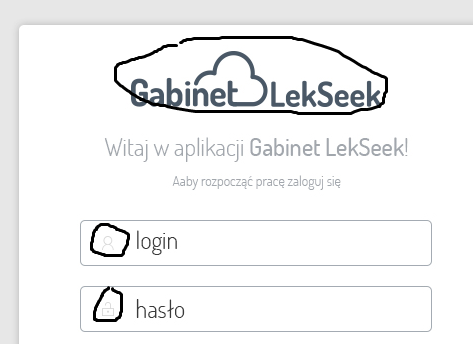 Gabinet LekSeek
Witaj w aplikacji Gabinet LekSeek!
Aaby rozpocząć pracę zaloguj się
login
hasło